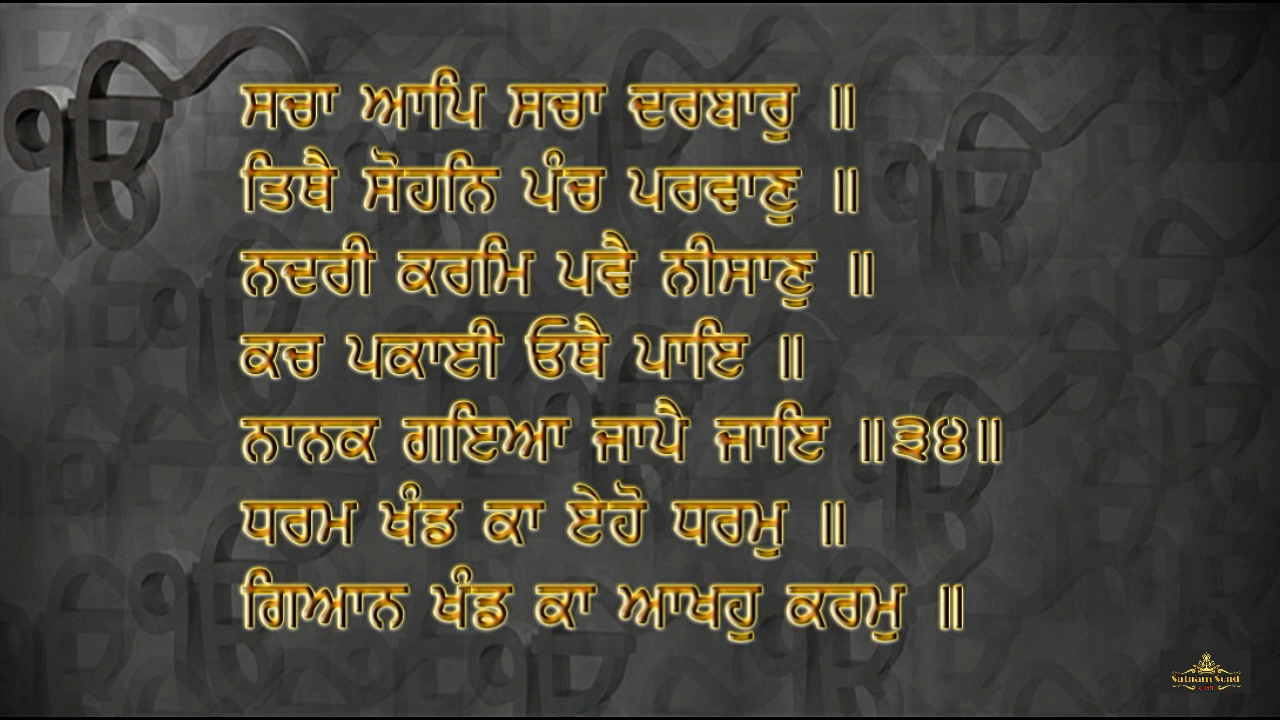 ਸਚਾ ਆਪਿ ਸਚਾ ਦਰਬਾਰੁ ॥
ਤਿਥੈ ਸੋਹਨਿ ਪੰਚ ਪਰਵਾਣੁ ॥
ਨਦਰੀ ਕਰਮਿ ਪਵੈ ਨੀਸਾਣੁ ॥
ਕਚ ਪਕਾਈ ਓਥੈ ਪਾਇ ॥
ਨਾਨਕ ਗਇਆ ਜਾਪੈ ਜਾਇ ॥੩੪॥
ਧਰਮ ਖੰਡ ਕਾ ਏਹੋ ਧਰਮੁ ॥
ਗਿਆਨ ਖੰਡ ਕਾ ਆਖਹੁ ਕਰਮੁ ॥